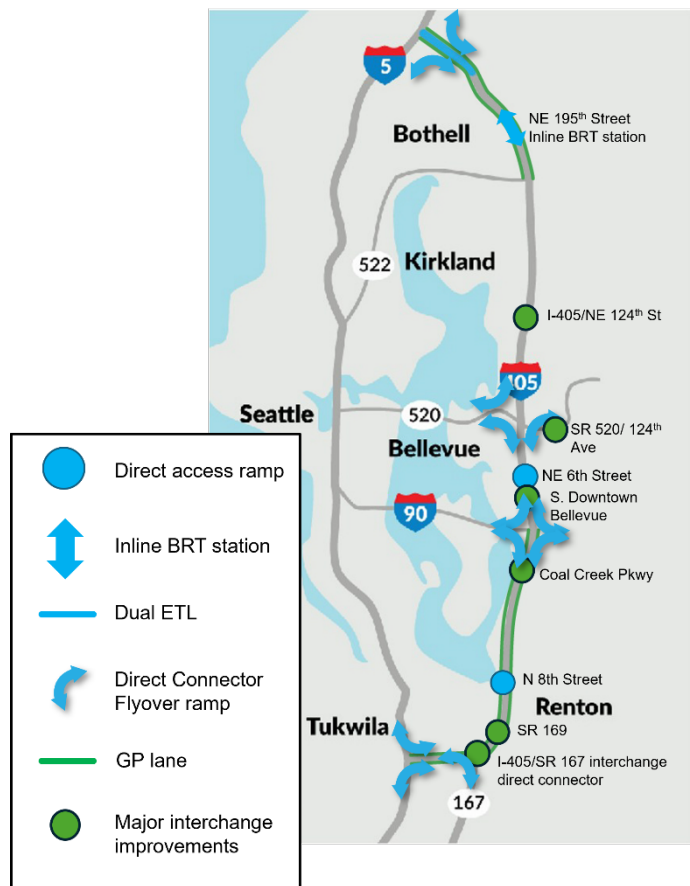 5
NE 195th Street
Inline BRT station
Bothell
522
Kirkland
I-405/NE 124th St
405
Seattle
520
SR 520/ 124th
Ave
Bellevue
NE 6th Street
S. Downtown
Bellevue
90
Coal Creek Pkwy
N 8th Street
Renton
Tukwila
SR 169
I-405/SR 167 interchange
direct connector
167
Direct access ramp
Inline BRT station
Dual ETL
Direct Connector
Flyover ramp
GP lane
Major interchange
improvements